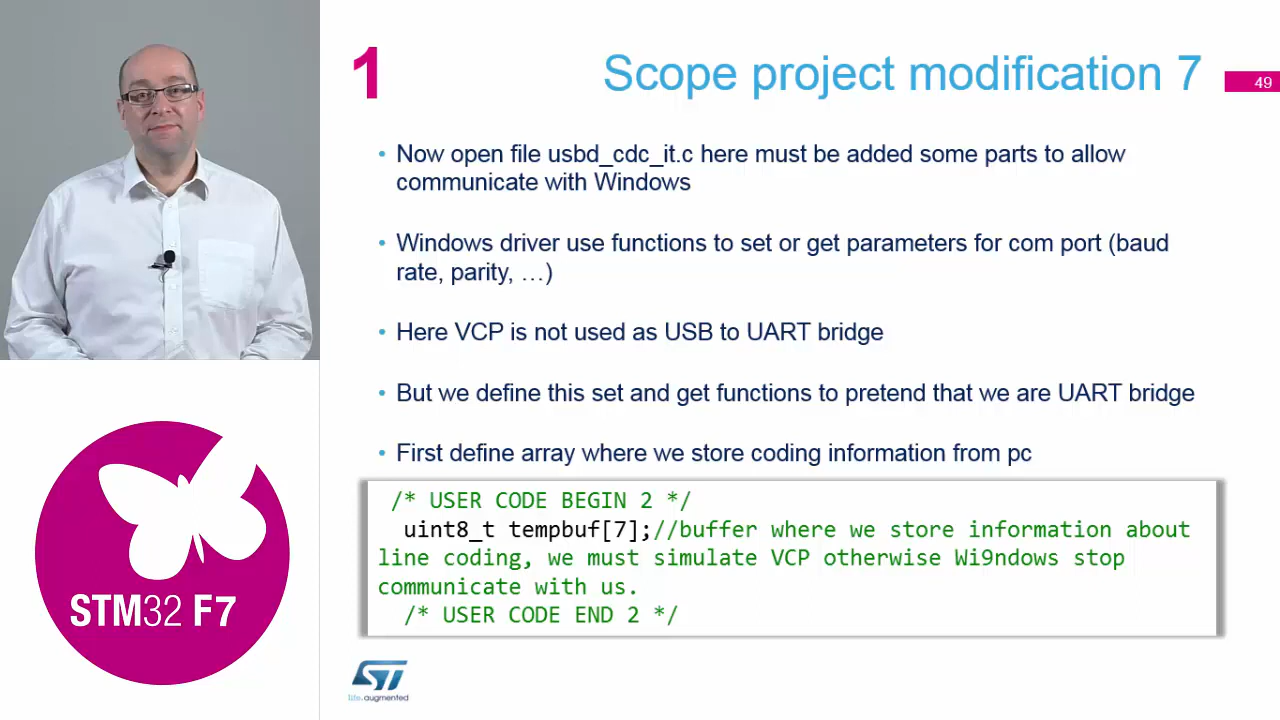 1
Scope project modification 7
49
• Now open file usbd_cdc_it.c here must be added some parts to allow
communicate with Windows
• Windows driver use functions to set or get parameters for com port (baud
rate, parity, …)
• Here VCP is not used as USB to UART bridge
• But we define this set and get functions to pretend that we are UART bridge
• First define array where we store coding information from pc
/* USER CODE BEGIN 2 */
uint8_t tempbuf[7];//buffer where we store information about
line coding, we must simulate VCP otherwise Wi9ndows stop
communicate with us.
/* USER CODE END 2 */
STM32 F7
ST
life.augmented